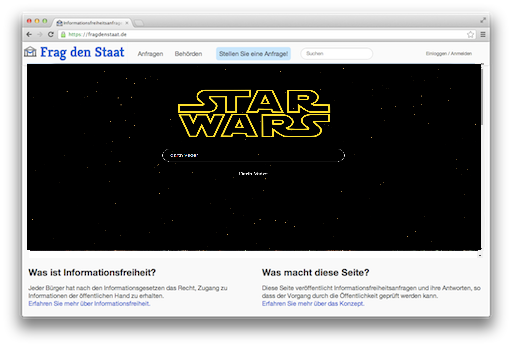 Informationsfreiheitsanfrag
https://fragdenstaat.de
Frag den Staat
Anfragen
Behörden
Stellen Sie eine Anfrage!
Suchen
Einloggen / Anmelden
STAR
WARS
Darth Vader
Was ist Informationsfreiheit?
Jeder Bürger hat nach den Informationsgesetzen das Recht, Zugang zu
Informationen der öffentlichen Hand zu erhalten.
Erfahren Sie mehr über Informationsfreiheit.
Was macht diese Seite?
Diese Seite veröffentlicht Informationsfreiheitsanfragen und ihre Antworten, so
dass der Vorgang durch die Öffentlichkeit geprüft werden kann.
Erfahren Sie mehr über das Konzept.